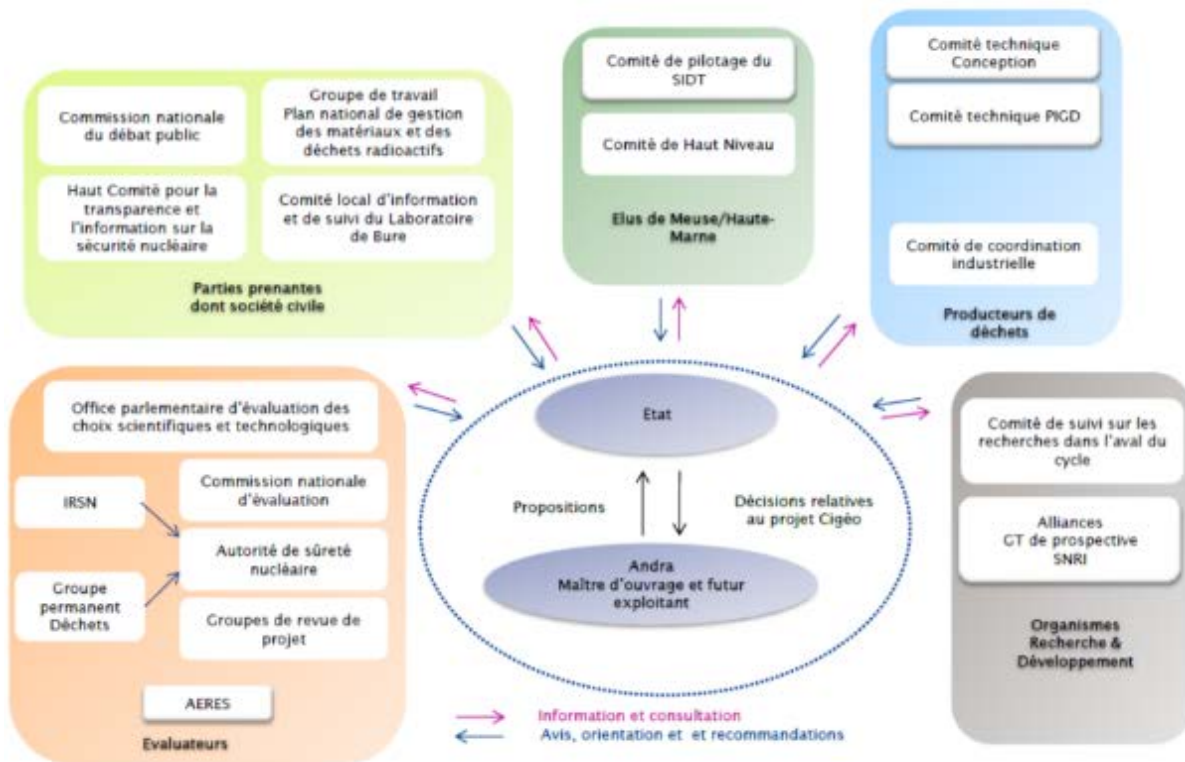 Commission nationale
du débat public
Groupe de travail
Plan national de gestion
des matériaux et des
déchets radioactifs
Haut Comité pour la
transparence et
l'information sur la
sécurité nucléaire
Comité local d'information
et de suivi du Laboratoire
de Bure
Parties prenantes
dont société civile
Comité de pilotage du
SIDT
Comité de Haut Niveau
Elus de Meuse/Haute-
Marne
Comité technique
Conception
Comité technique PIGD
Comité de coordination
industrielle
Producteurs de
déchets
Office parlementaire d'évaluation des
choix scientifiques et technologiques
IRSN
Commission nationale
d'évaluation
Autorité de sûreté
nucléaire
Groupe
permanent
Déchets
Groupes de revue de
projet
AERES
Evaluateurs
Etat
Propositions
Décisions relatives
au projet Cigéo
Andra
Maître d'ouvrage et futur
exploitant
Comité de suivi sur les
recherches dans l'aval du
cycle
Alliances
GT de prospective
SNRI
Organismes
Recherche &
Développement
Information et consultation
Avis, orientation et et recommandations